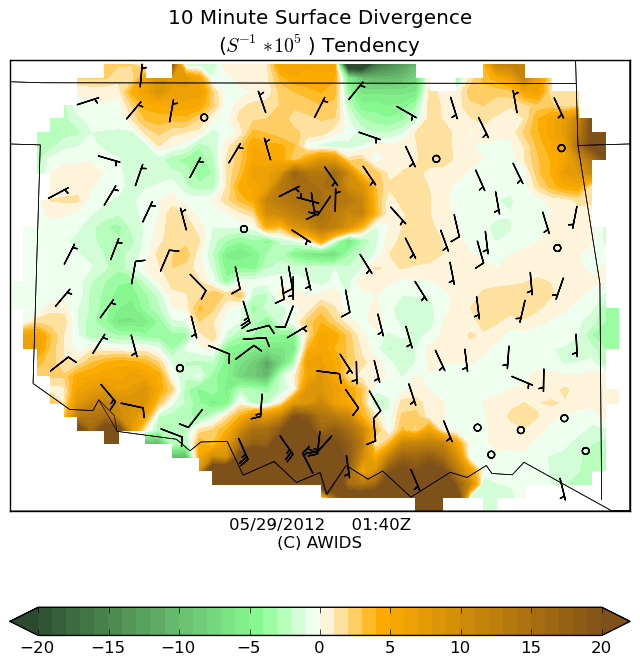 10 Minute Surface Divergence
(S⁻¹ * 10⁵ ) Tendency
05/29/2012 01:40Z
(C) AWIDS
−20 −15 −10 −5 0 5 10 15 20